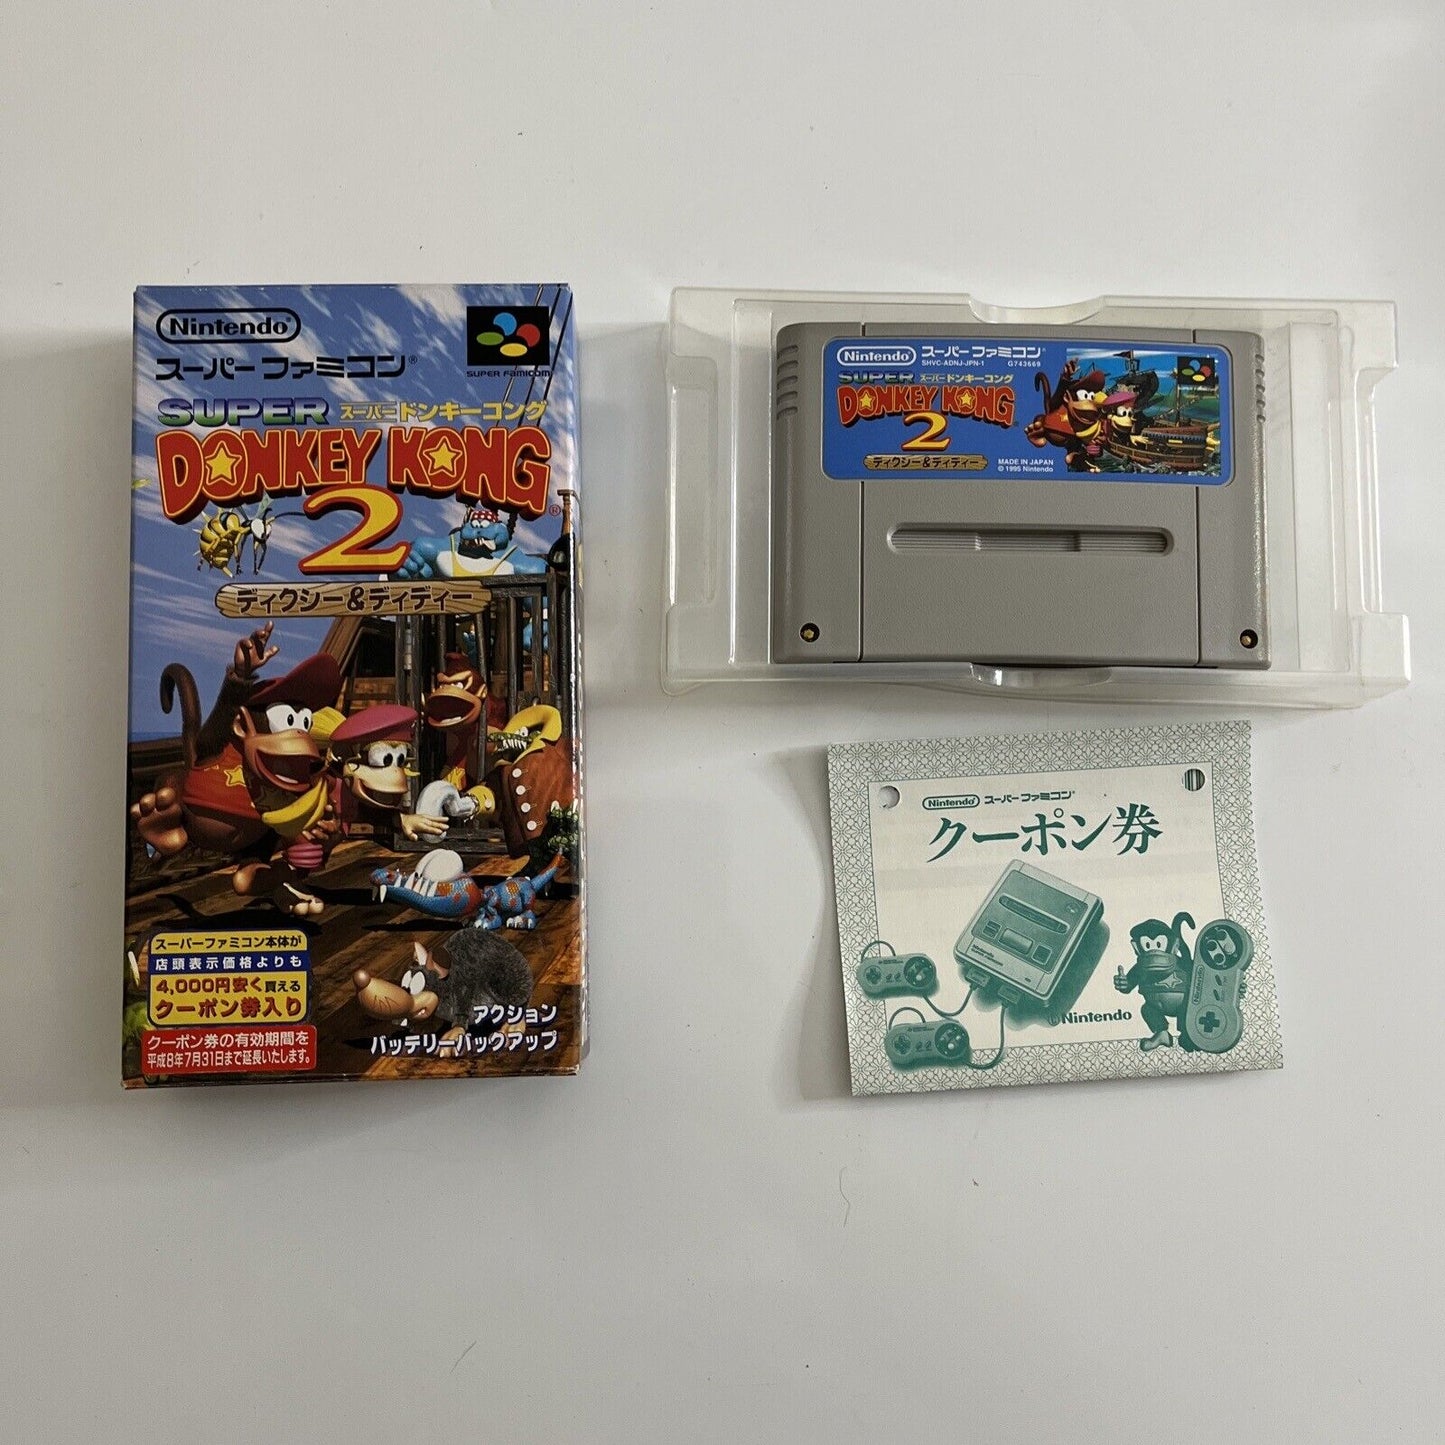 Nintendo®
スーパーファミコン®
SUPER FAMICOM
SUPER スーパードンキーコング
DONKEY KONG®
2
ディクシー&ディディー
スーパーファミコン本体が
店頭表示価格よりも
4,000円安く買える
クーポン券入り
クーポン券の有効期間を
平成8年7月31日まで延長いたします。
アクション
バッテリーバックアップ
Nintendo® スーパーファミコン®
SHVC-ADNJ-JPN-1 G743669
SUPER スーパードンキーコング
DONKEY KONG
2
ディクシー&ディディー
MADE IN JAPAN
© 1995 Nintendo
Nintendo® スーパーファミコン®
クーポン券
©Nintendo